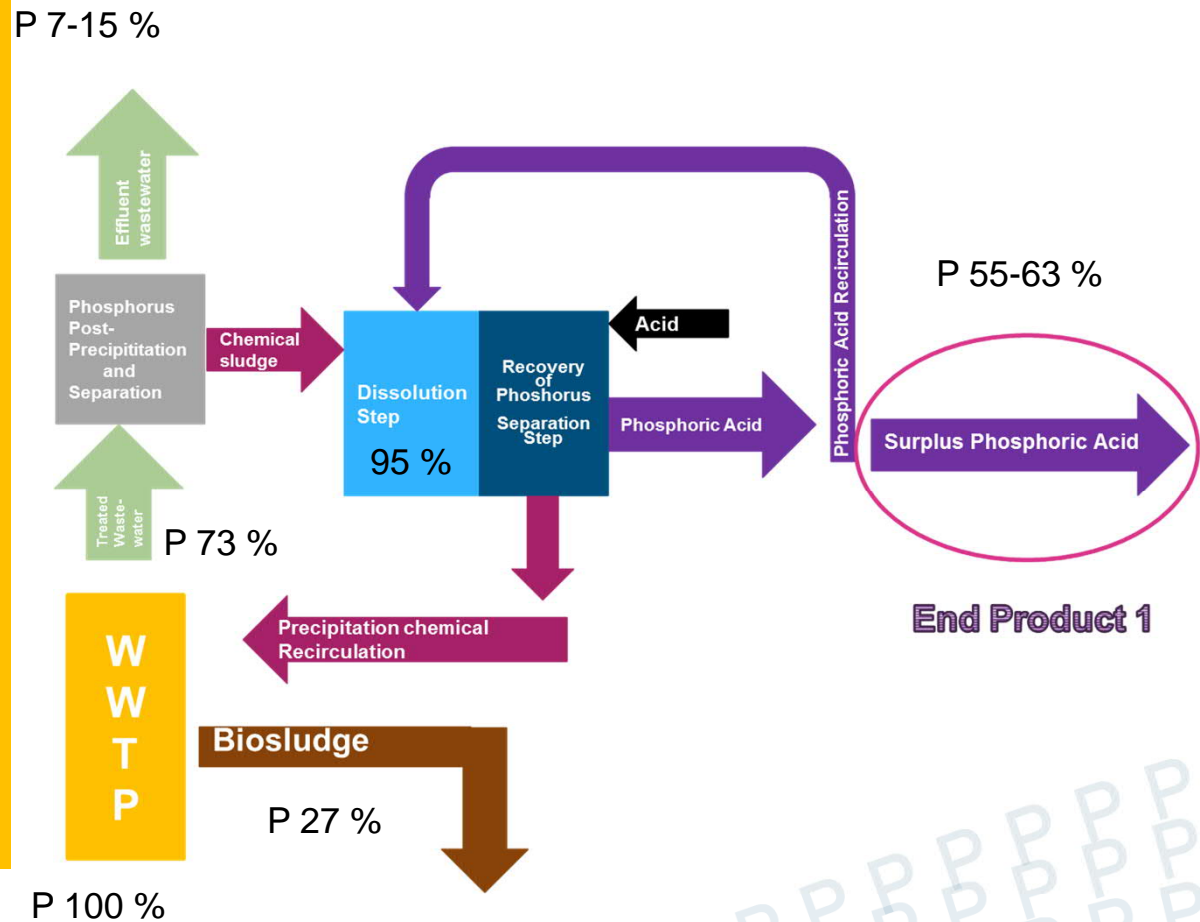 P 7-15 %
Effluent
wastewater
Phosphorus
Post-
Precipititation
and
Separation
Chemical
sludge
Dissolution
Step
95 %
Recovery
of
Phoshorus
Separation
Step
Acid
Phosphoric Acid
Phosphoric Acid Recirculation
P 55-63 %
Surplus Phosphoric Acid
End Product 1
Treated
Waste-
water
P 73 %
Precipitation chemical
Recirculation
W
W
T
P
Biosludge
P 27 %
P 100 %
P P P P
P P P P P
P P P P P P